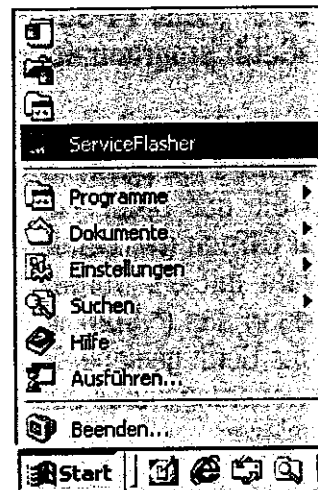 ServiceFlasher
Programme
Dokumente
Einstellungen
Suchen
Hilfe
Ausführen...
Beenden...
Start